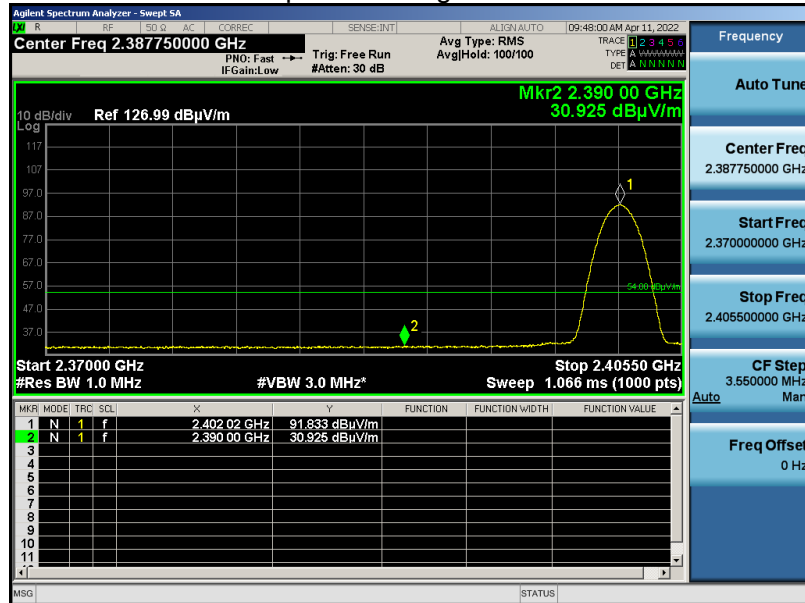 Agilent Spectrum Analyzer - Swept SA
LXI R RF 50 Ω AC CORREC SENSE:INT ALIGN AUTO 09:48:00 AM Apr 11, 2022
Center Freq 2.387750000 GHz
PNO: Fast
IFGain:Low
Trig: Free Run
#Atten: 30 dB
Avg Type: RMS
Avg|Hold: 100/100
TRACE 1 2 3 4 5 6
TYPE A WWWWW
DET A N N N N N
Mkr2 2.390 00 GHz
30.925 dBµV/m
10 dB/div Ref 126.99 dBµV/m
Log
117
107
97.0
87.0
77.0
67.0
57.0
47.0
37.0
1
54.00 dBµV/m
2
Start 2.37000 GHz Stop 2.40550 GHz
#Res BW 1.0 MHz #VBW 3.0 MHz* Sweep 1.066 ms (1000 pts)
MKR MODE TRC SCL X Y FUNCTION FUNCTION WIDTH FUNCTION VALUE
1 N 1 f 2.402 02 GHz 91.833 dBµV/m
2 N 1 f 2.390 00 GHz 30.925 dBµV/m
3
4
5
6
7
8
9
10
11
MSG STATUS
Frequency
Auto Tune
Center Freq
2.387750000 GHz
Start Freq
2.370000000 GHz
Stop Freq
2.405500000 GHz
CF Step
3.550000 MHz
Auto Man
Freq Offset
0 Hz